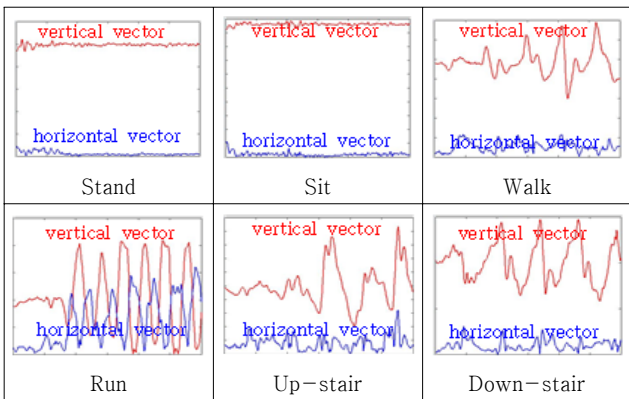 vertical vector
horizontal vector
Stand
vertical vector
horizontal vector
Sit
vertical vector
horizontal vector
Walk
vertical vector
horizontal vector
Run
vertical vector
horizontal vector
Up-stair
vertical vector
horizontal vector
Down-stair